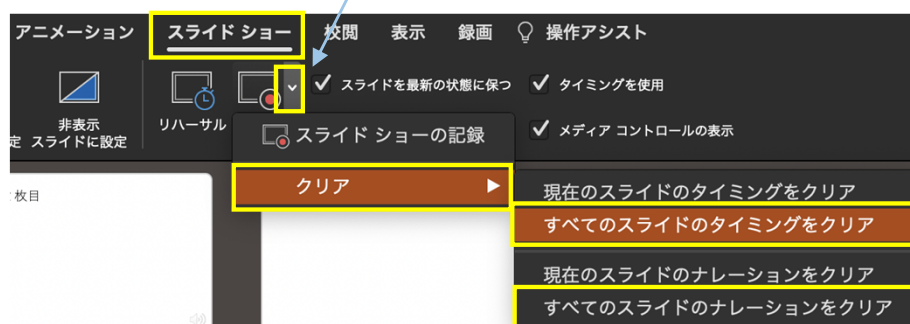 アニメーション スライド ショー 校閲 表示 録画 操作アシスト
スライドを最新の状態に保つ タイミングを使用
非表示
スライドに設定
定
リハーサル
メディア コントロールの表示
スライド ショーの記録
クリア
現在のスライドのタイミングをクリア
すべてのスライドのタイミングをクリア
現在のスライドのナレーションをクリア
すべてのスライドのナレーションをクリア
枚目